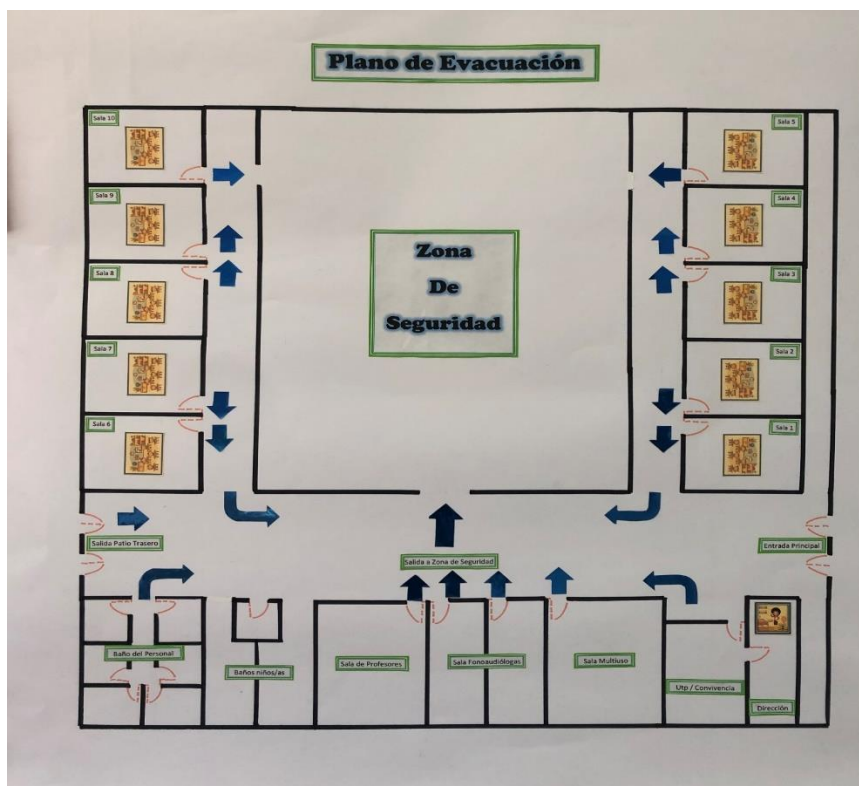 Plano de Evacuación
Sala 10
Sala 5
Sala 9
Sala 4
Zona
De
Seguridad
Sala 8
Sala 3
Sala 7
Sala 2
Sala 6
Sala 1
Salida Patio Trasero
Entrada Principal
Salida a Zona de Seguridad
Baño del Personal
Baños niños/as
Sala de Profesores
Sala Fonoaudiólogas
Sala Multiuso
Utp / Convivencia
Dirección